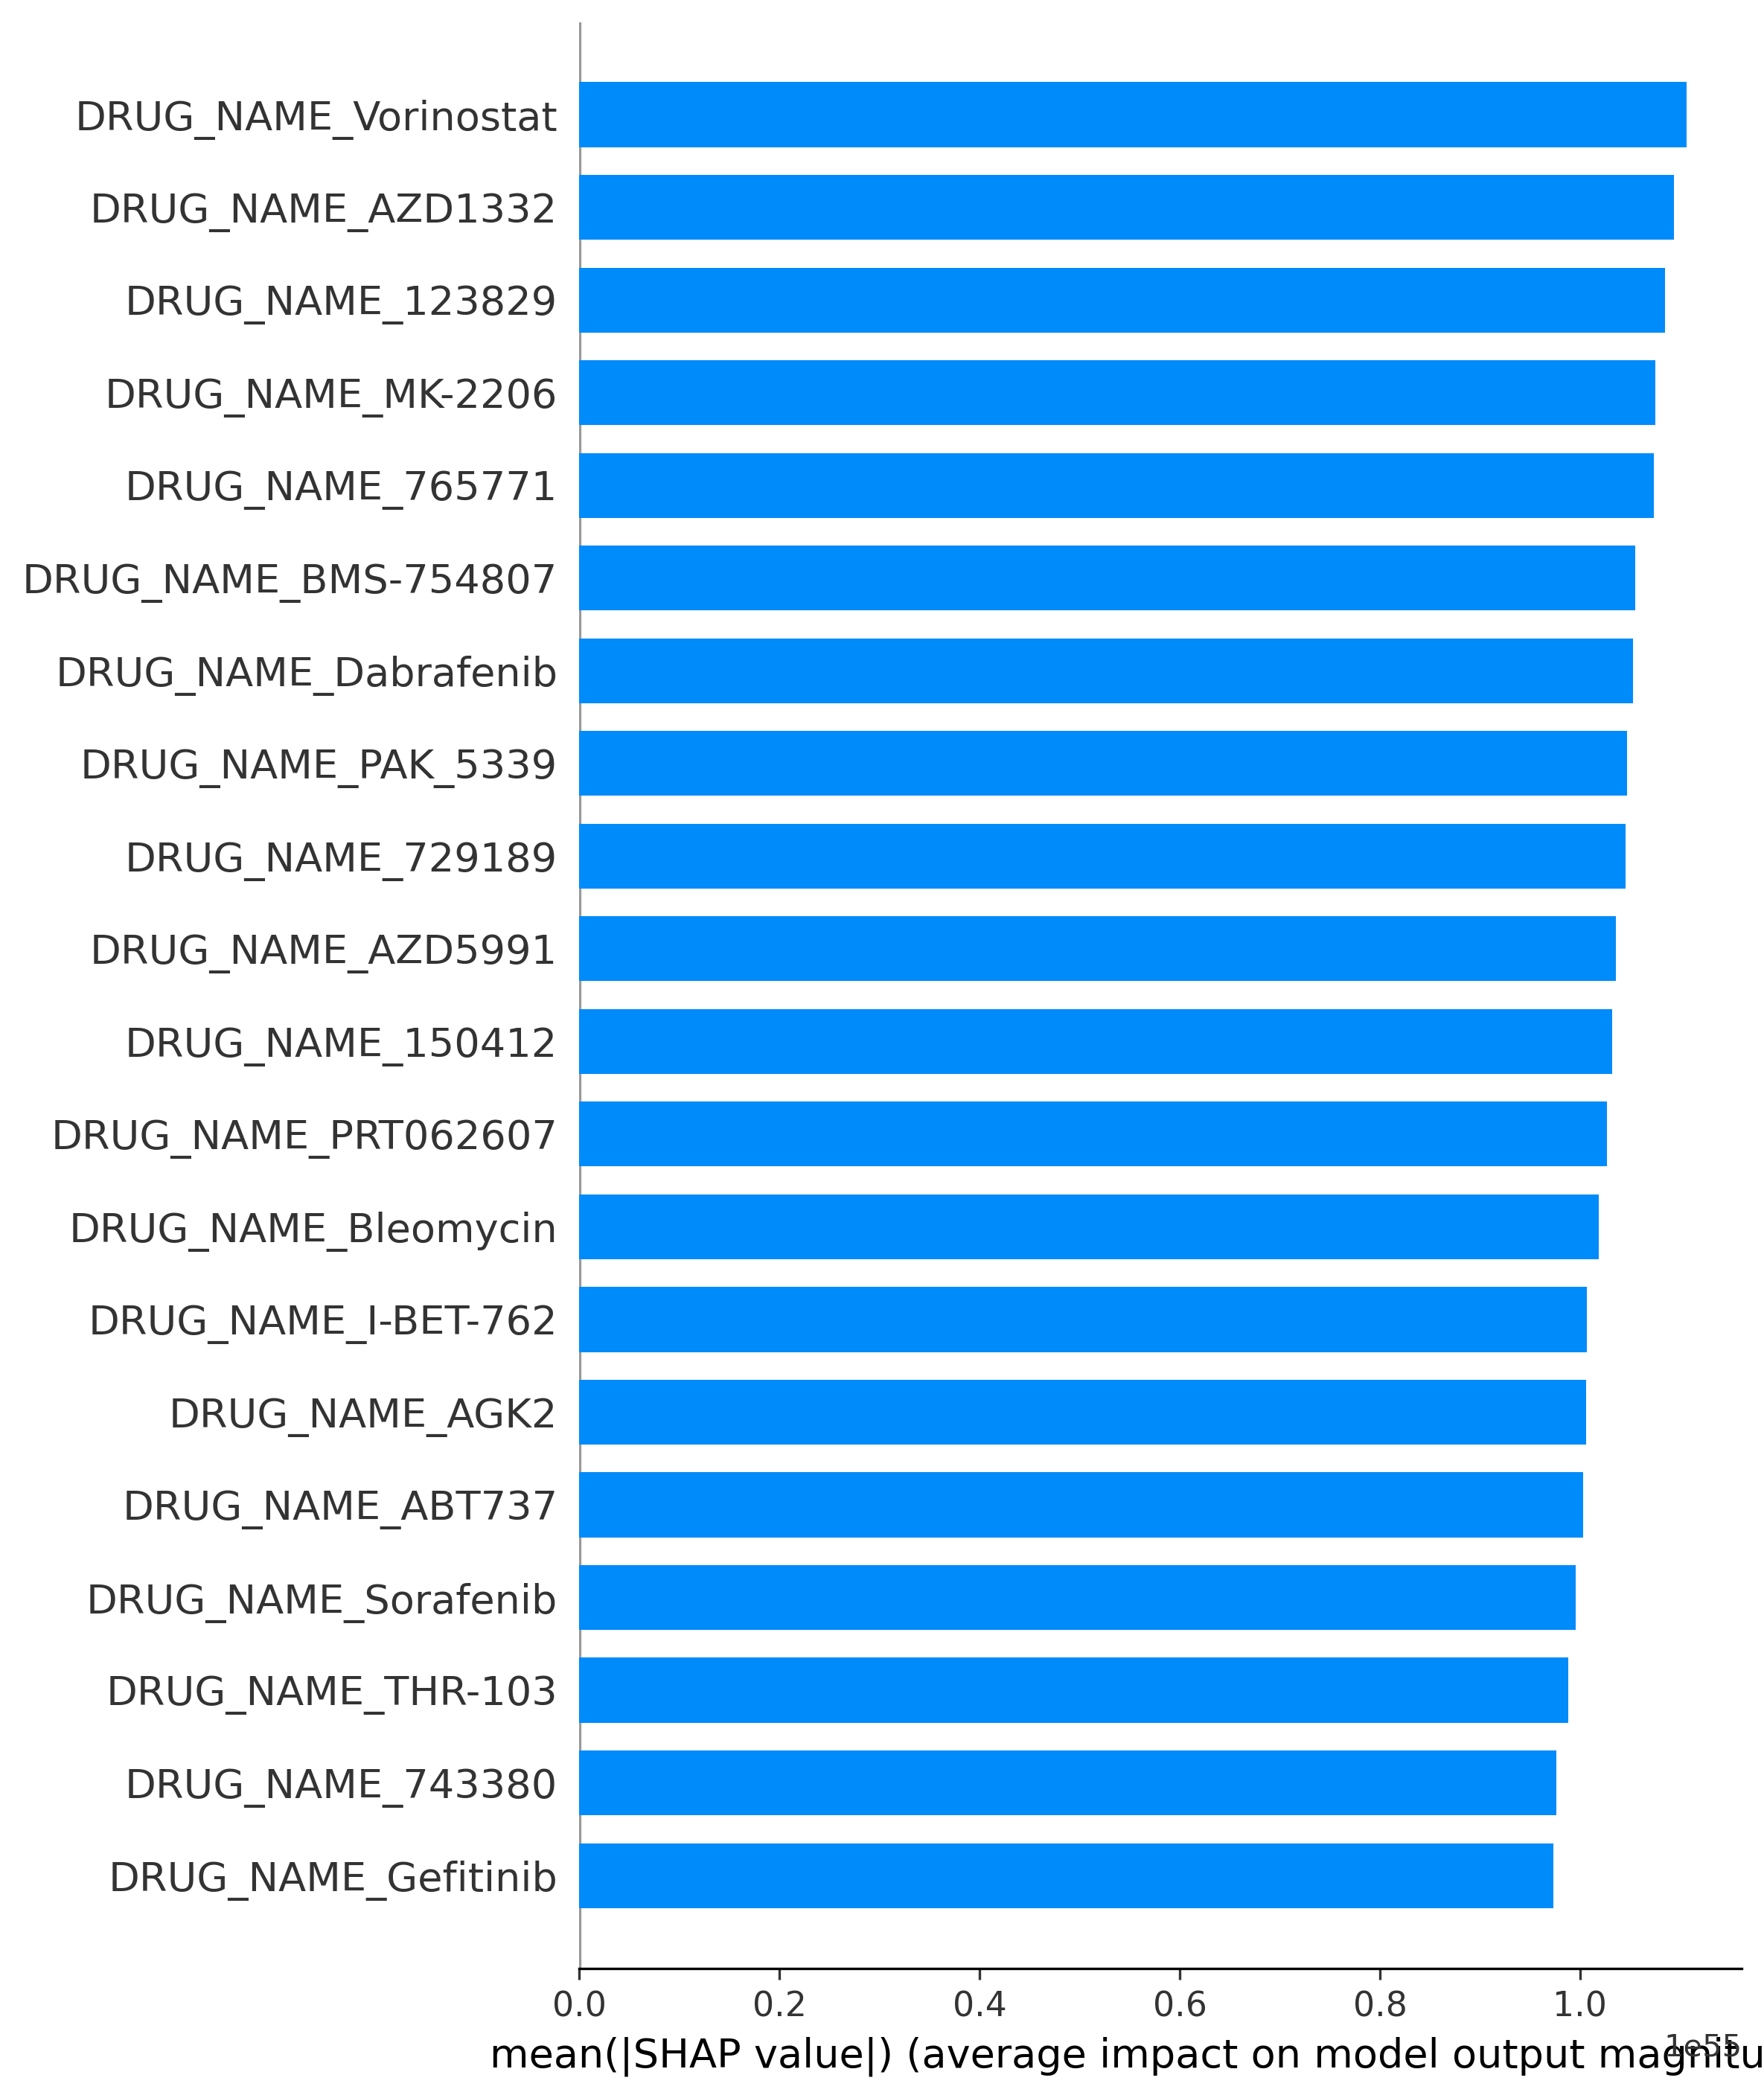 DRUG_NAME_Vorinostat
DRUG_NAME_AZD1332
DRUG_NAME_123829
DRUG_NAME_MK-2206
DRUG_NAME_765771
DRUG_NAME_BMS-754807
DRUG_NAME_Dabrafenib
DRUG_NAME_PAK_5339
DRUG_NAME_729189
DRUG_NAME_AZD5991
DRUG_NAME_150412
DRUG_NAME_PRT062607
DRUG_NAME_Bleomycin
DRUG_NAME_I-BET-762
DRUG_NAME_AGK2
DRUG_NAME_ABT737
DRUG_NAME_Sorafenib
DRUG_NAME_THR-103
DRUG_NAME_743380
DRUG_NAME_Gefitinib
0.0 0.2 0.4 0.6 0.8 1.0
1e55
mean(|SHAP value|) (average impact on model output magnitu